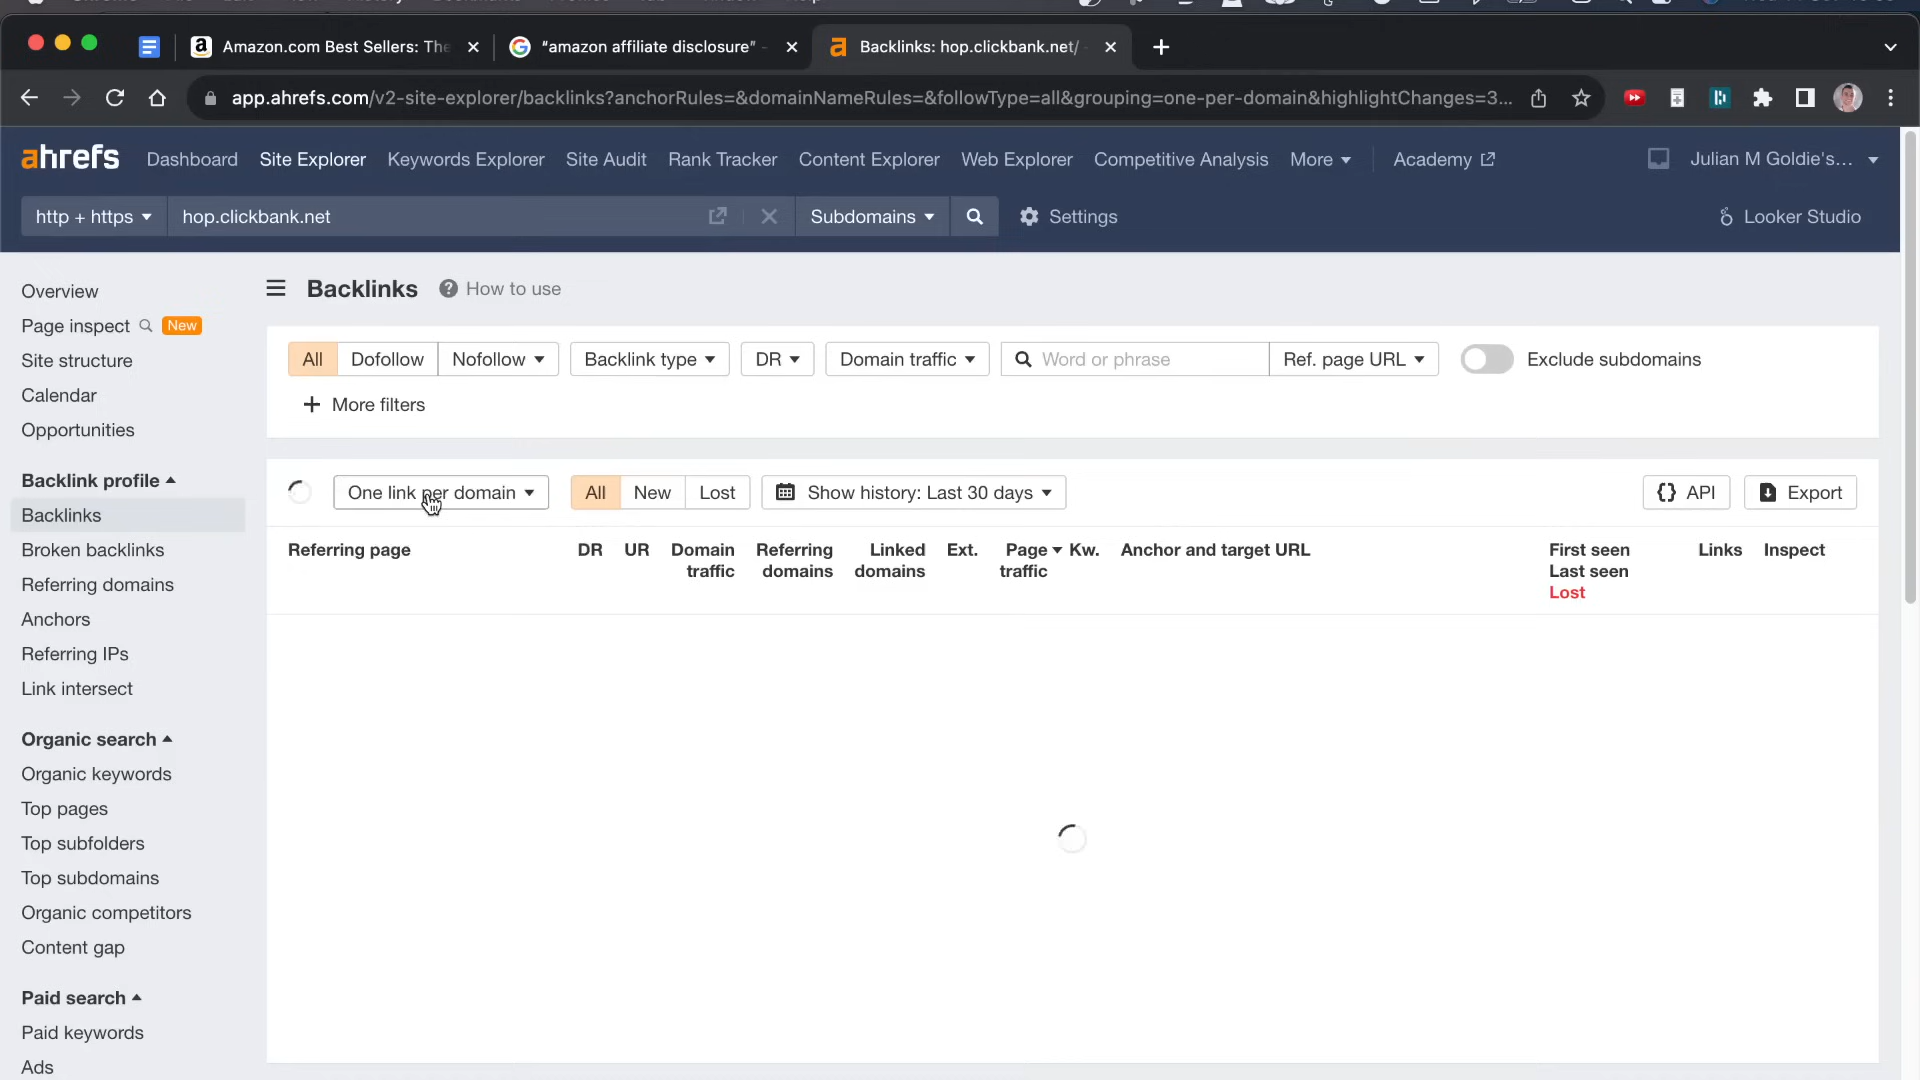 Amazon.com Best Sellers: The
"amazon affiliate disclosure" -
Backlinks: hop.clickbank.net/
app.ahrefs.com/v2-site-explorer/backlinks?anchorRules=&domainNameRules=&followType=all&grouping=one-per-domain&highlightChanges=3...
ahrefs Dashboard Site Explorer Keywords Explorer Site Audit Rank Tracker Content Explorer Web Explorer Competitive Analysis More Academy Julian M Goldie's...
http + https hop.clickbank.net Subdomains Settings Looker Studio
Overview
Page inspect New
Site structure
Calendar
Opportunities
Backlink profile
Backlinks
Broken backlinks
Referring domains
Anchors
Referring IPs
Link intersect
Organic search
Organic keywords
Top pages
Top subfolders
Top subdomains
Organic competitors
Content gap
Paid search
Paid keywords
Ads
Backlinks How to use
All Dofollow Nofollow Backlink type DR Domain traffic Word or phrase Ref. page URL Exclude subdomains
More filters
One link per domain All New Lost Show history: Last 30 days API Export
Referring page DR UR Domain Referring Linked Ext. Page Kw. Anchor and target URL First seen Links Inspect
traffic domains domains traffic Last seen
Lost